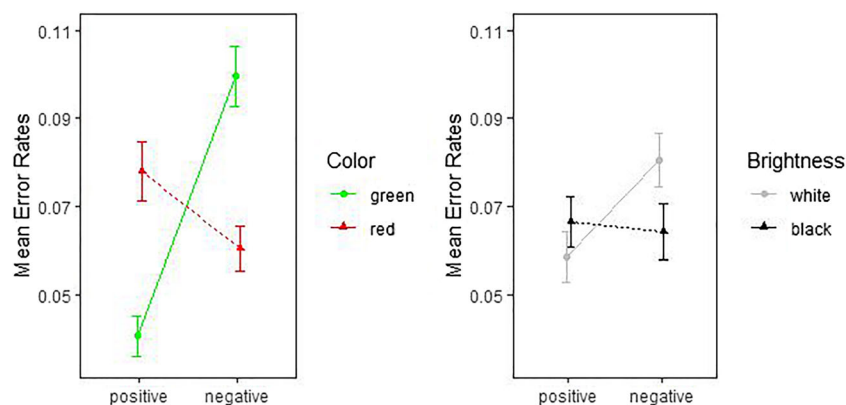 Mean Error Rates
0.11
0.09
0.07
0.05
positive
negative
Color
green
red
Mean Error Rates
0.11
0.09
0.07
0.05
positive
negative
Brightness
white
black